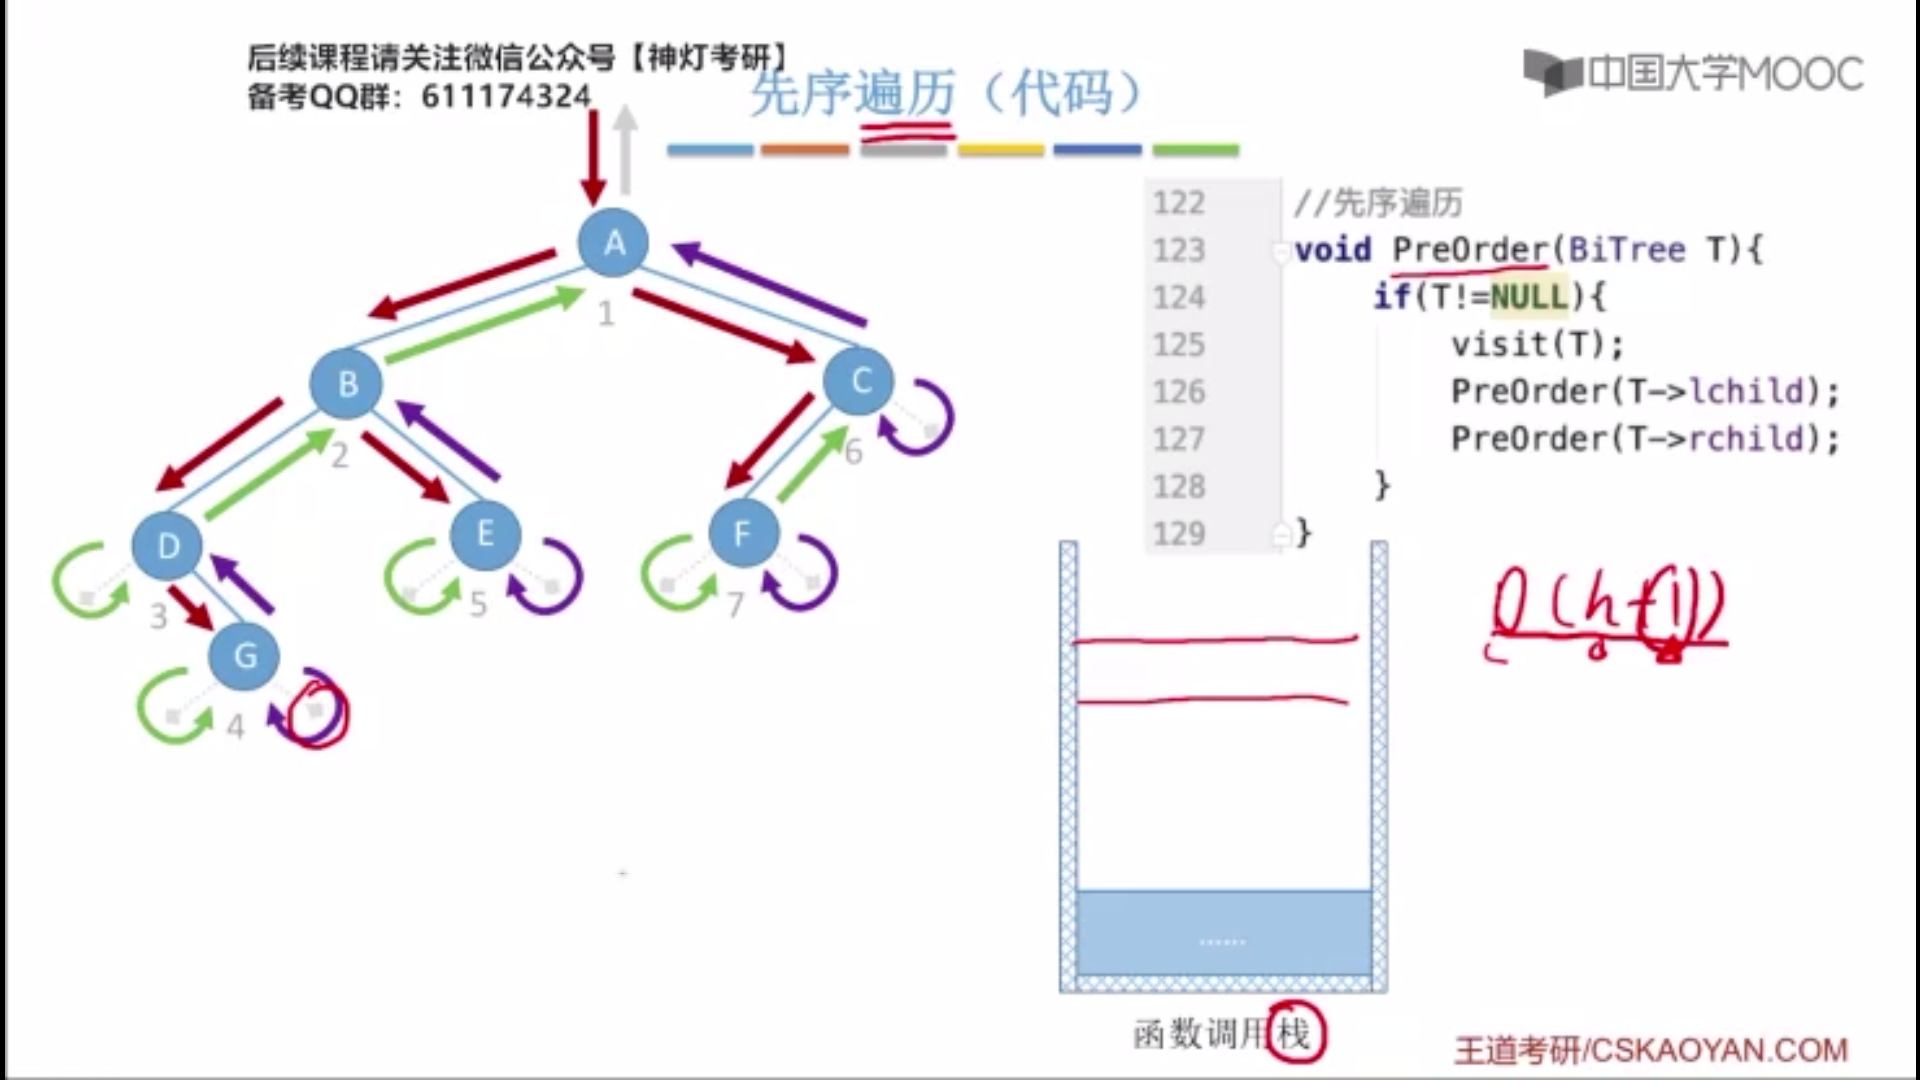 后续课程请关注微信公众号【神灯考研】
备考QQ群：611174324
先序遍历（代码）
中国大学MOOC
122 //先序遍历
123 void PreOrder(BiTree T){
124 if(T!=NULL){
125 visit(T);
126 PreOrder(T->lchild);
127 PreOrder(T->rchild);
128 }
129 }
A
1
B
C
2
6
D
E
F
3
5
7
G
4
O(h+1)
......
函数调用栈
王道考研/CSKAOYAN.COM